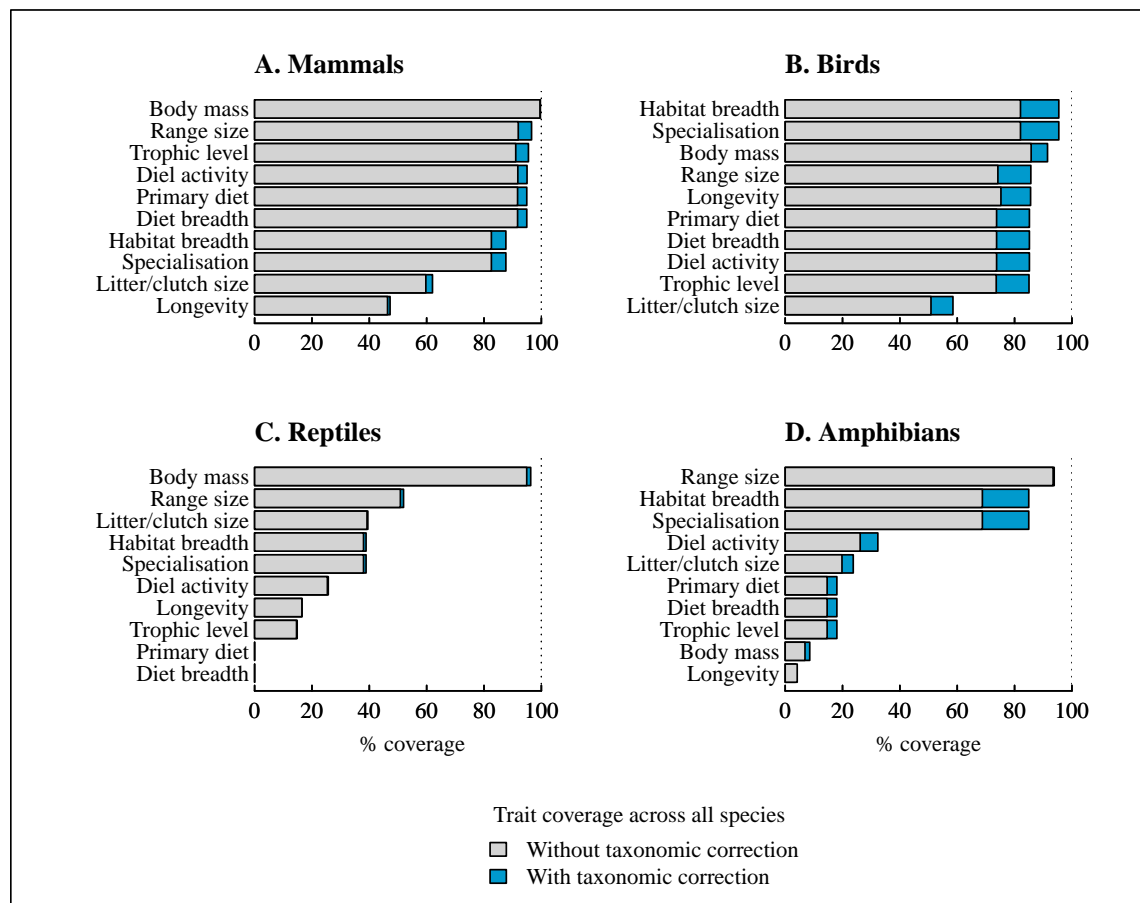 A. Mammals
Body mass
Range size
Trophic level
Diel activity
Primary diet
Diet breadth
Habitat breadth
Specialisation
Litter/clutch size
Longevity
0 20 40 60 80 100
B. Birds
Habitat breadth
Specialisation
Body mass
Range size
Longevity
Primary diet
Diet breadth
Diel activity
Trophic level
Litter/clutch size
0 20 40 60 80 100
C. Reptiles
Body mass
Range size
Litter/clutch size
Habitat breadth
Specialisation
Diel activity
Longevity
Trophic level
Primary diet
Diet breadth
0 20 40 60 80 100
% coverage
D. Amphibians
Range size
Habitat breadth
Specialisation
Diel activity
Litter/clutch size
Primary diet
Diet breadth
Trophic level
Body mass
Longevity
0 20 40 60 80 100
% coverage
Trait coverage across all species
Without taxonomic correction
With taxonomic correction